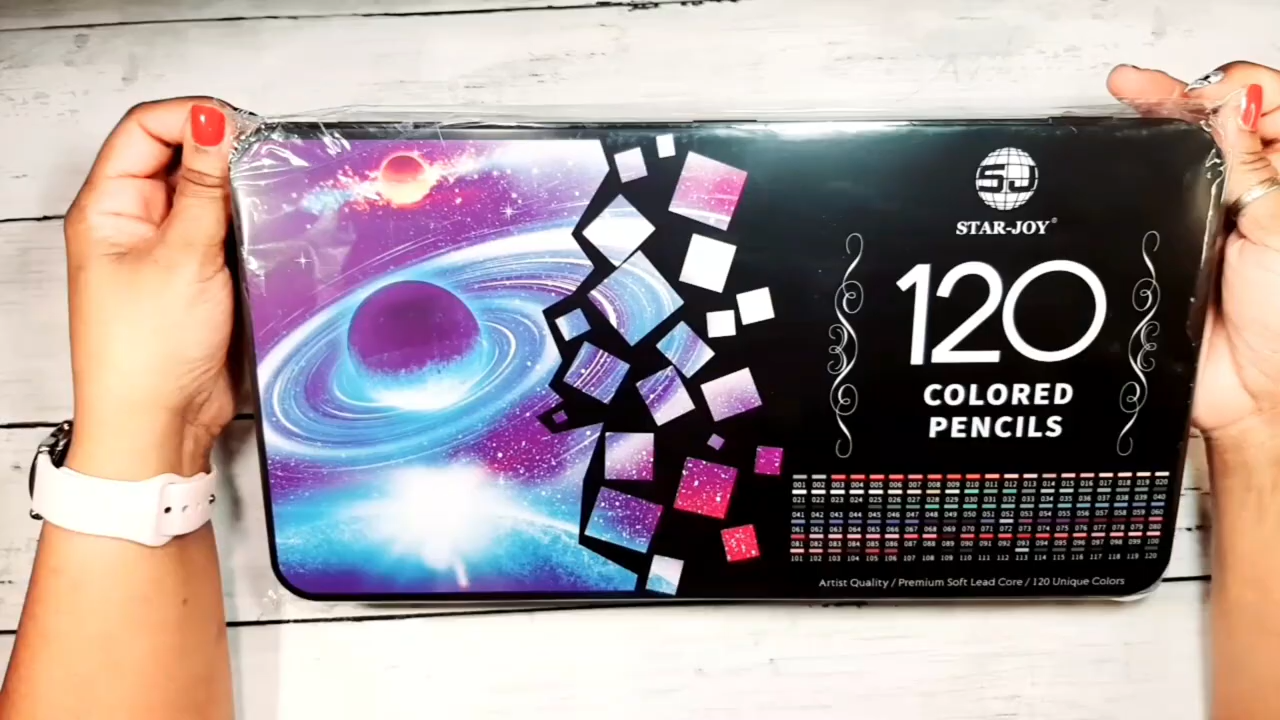 SJ
STAR-JOY©
120
COLORED
PENCILS
001 002 003 004 005 006 007 008 009 010 011 012 013 014 015 016 017 018 019 020
021 022 023 024 025 026 027 028 029 030 031 032 033 034 035 036 037 038 039 040
041 042 043 044 045 046 047 048 049 050 051 052 053 054 055 056 057 058 059 060
061 062 063 064 065 066 067 068 069 070 071 072 073 074 075 076 077 078 079 080
081 082 083 084 085 086 087 088 089 090 091 092 093 094 095 096 097 098 099 100
101 102 103 104 105 106 107 108 109 110 111 112 113 114 115 116 117 118 119 120
Artist Quality / Premium Soft Lead Core / 120 Unique Colors